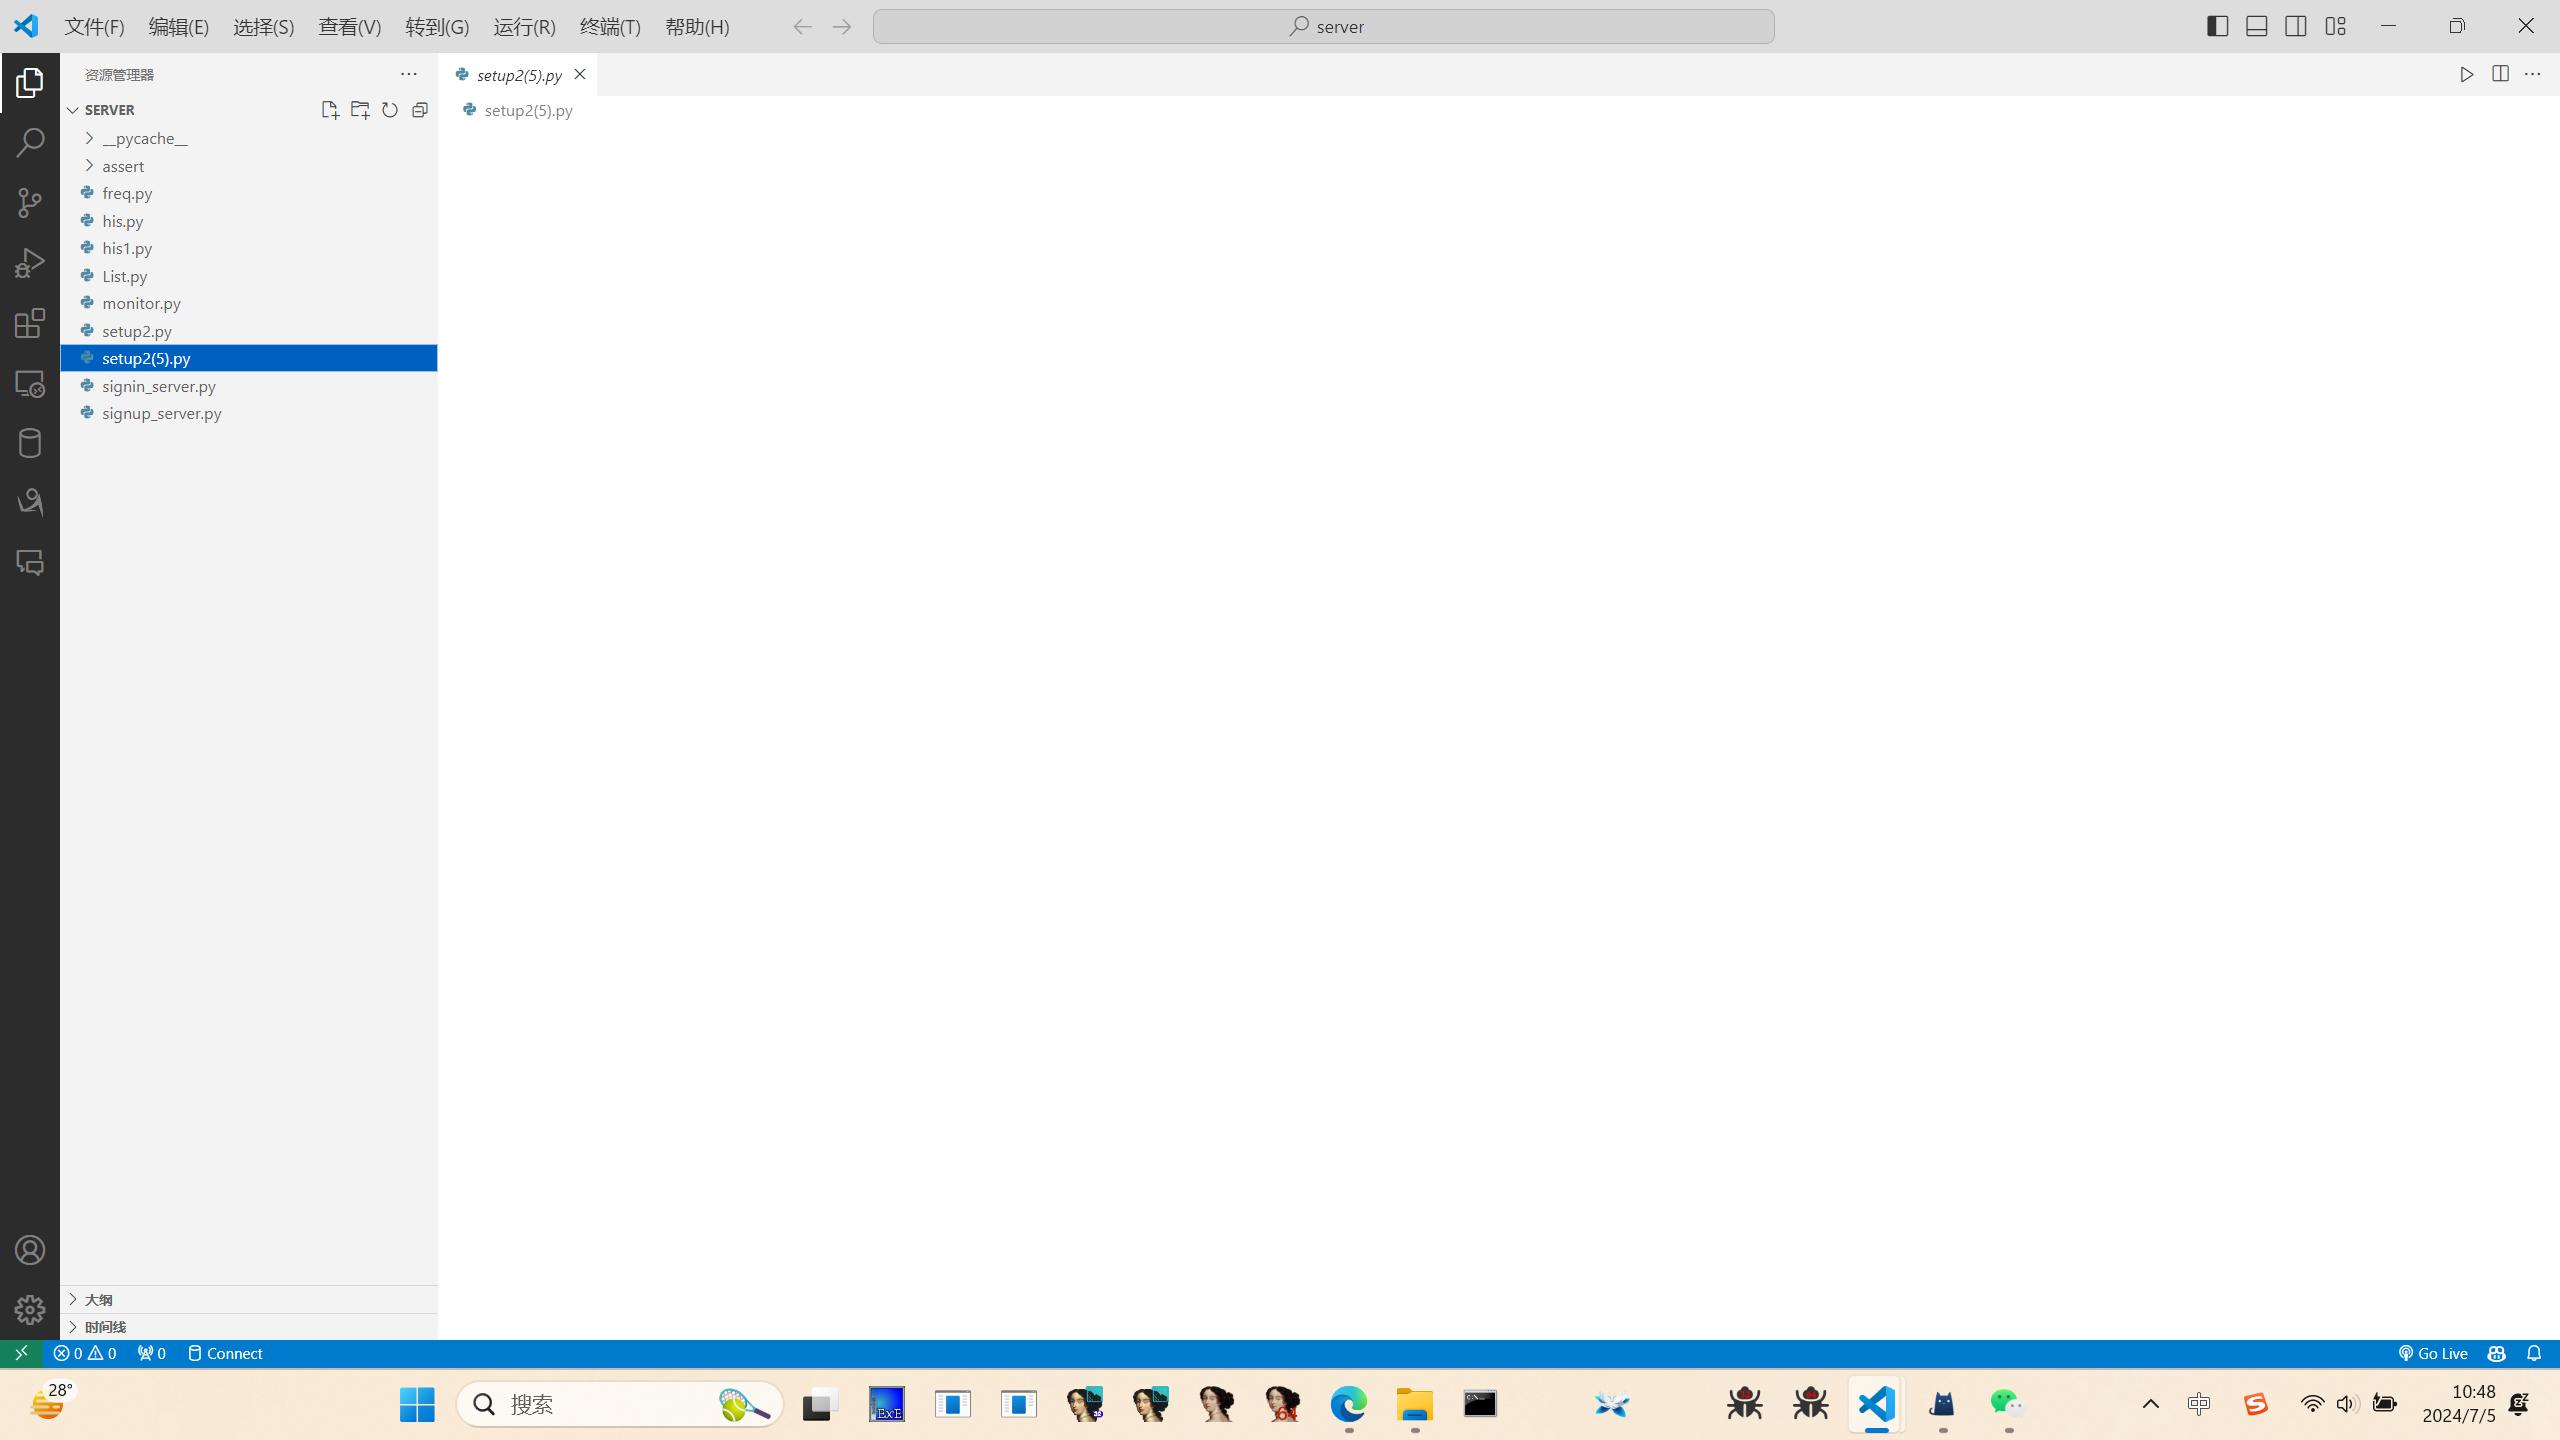 文件(F) 编辑(E) 选择(S) 查看(V) 转到(G) 运行(R) 终端(T) 帮助(H) server
资源管理器
setup2(5).py
SERVER
setup2(5).py
__pycache__
assert
freq.py
his.py
his1.py
List.py
monitor.py
setup2.py
setup2(5).py
signin_server.py
signup_server.py
大纲
时间线
0 0 0 Connect Go Live
28°
搜索
ExE
64
中
10:48
2024/7/5